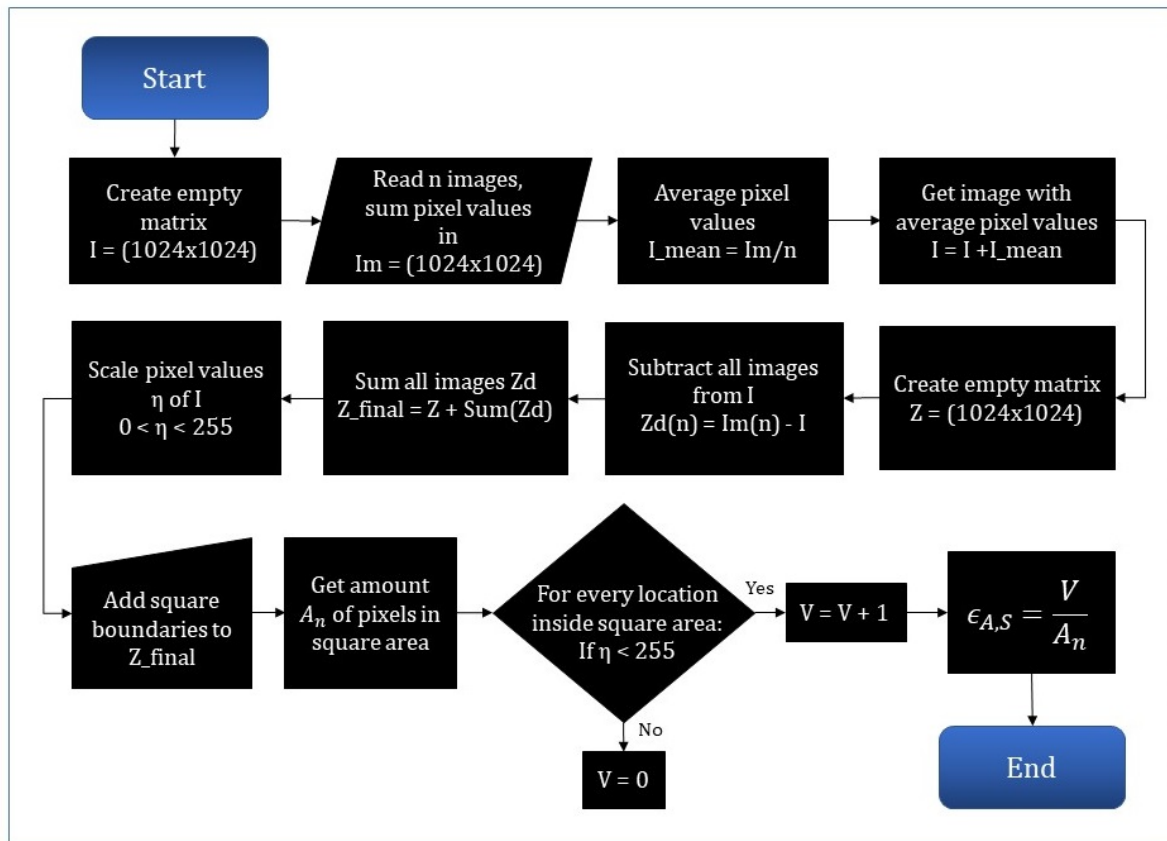 Start
Create empty
matrix
I = (1024x1024)
Read n images,
sum pixel values
in
Im = (1024x1024)
Average pixel
values
I_mean = Im/n
Get image with
average pixel values
I = I +I_mean
Create empty matrix
Z = (1024x1024)
Subtract all images
from I
Zd(n) = Im(n) - I
Sum all images Zd
Z_final = Z + Sum(Zd)
Scale pixel values
η of I
0 < η < 255
Add square
boundaries to
Z_final
Get amount
Aₙ of pixels in
square area
For every location
inside square area:
If η < 255
Yes
V = V + 1
No
V = 0
ϵ_{A,S} = V/Aₙ
End